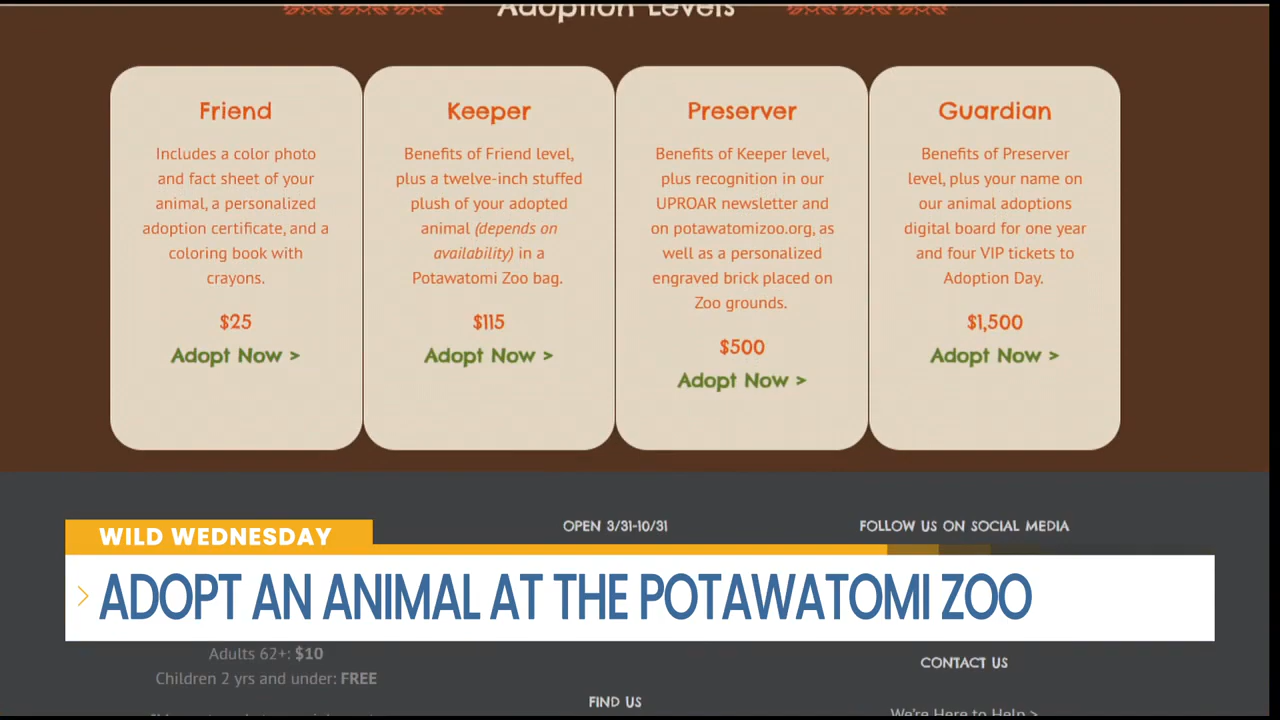 Adoption Levels
Friend
Includes a color photo
and fact sheet of your
animal, a personalized
adoption certificate, and a
coloring book with
crayons.
$25
Adopt Now >
Keeper
Benefits of Friend level,
plus a twelve-inch stuffed
plush of your adopted
animal (depends on
availability) in a
Potawatomi Zoo bag.
$115
Adopt Now >
Preserver
Benefits of Keeper level,
plus recognition in our
UPROAR newsletter and
on potawatomizoo.org, as
well as a personalized
engraved brick placed on
Zoo grounds.
$500
Adopt Now >
Guardian
Benefits of Preserver
level, plus your name on
our animal adoptions
digital board for one year
and four VIP tickets to
Adoption Day.
$1,500
Adopt Now >
OPEN 3/31-10/31
FOLLOW US ON SOCIAL MEDIA
WILD WEDNESDAY
> ADOPT AN ANIMAL AT THE POTAWATOMI ZOO
Adults 62+: $10
Children 2 yrs and under: FREE
FIND US
CONTACT US
We're Here to Help >